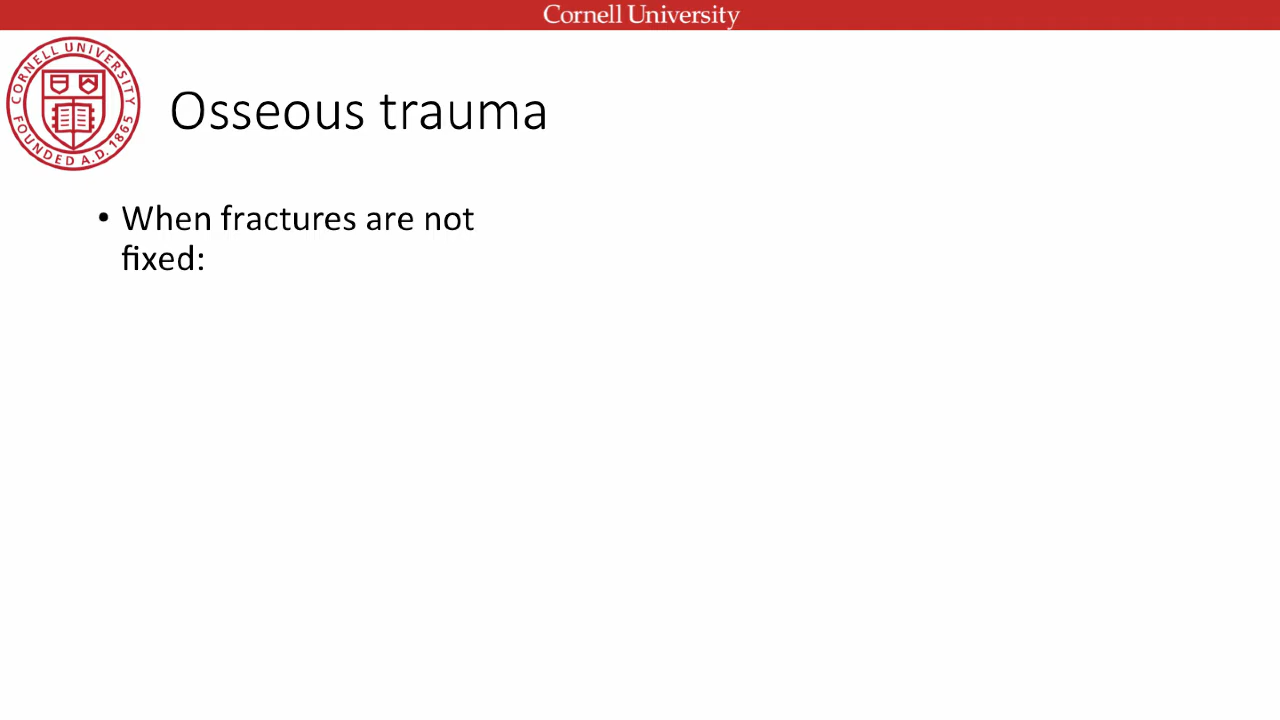 Cornell University
CORNELL UNIVERSITY
FOUNDED A.D. 1865
Osseous trauma
• When fractures are not
fixed: